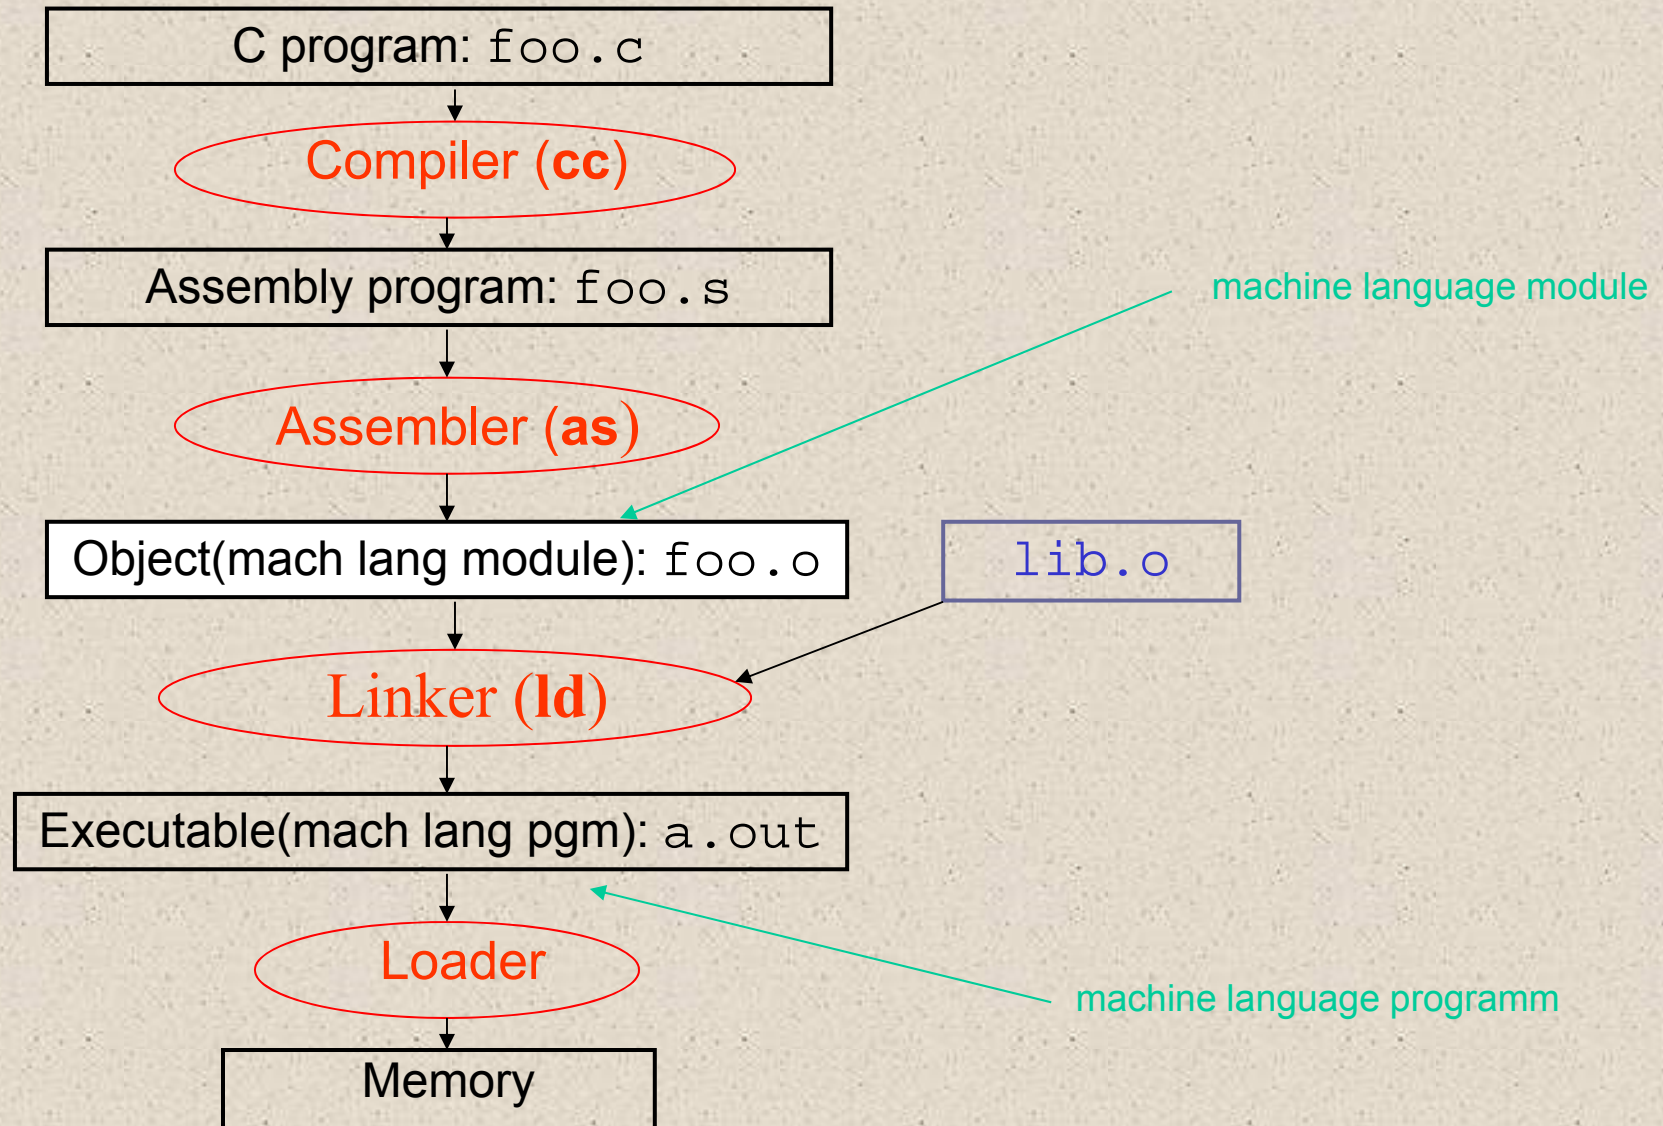 C program: foo.c
Compiler (cc)
Assembly program: foo.s
machine language module
Assembler (as)
Object(mach lang module): foo.o
lib.o
Linker (ld)
Executable(mach lang pgm): a.out
Loader
machine language programm
Memory